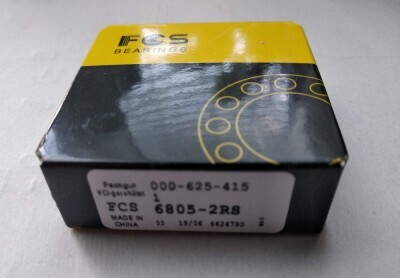 FCS
BEARINGS
000-625-415
1
FCS 6805-2RS
MADE IN
CHINA